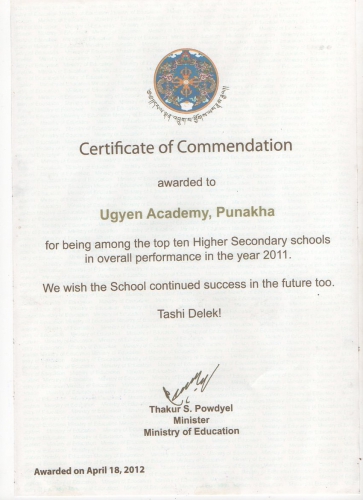 Certificate of Commendation
awarded to
Ugyen Academy, Punakha
for being among the top ten Higher Secondary schools
in overall performance in the year 2011.
We wish the School continued success in the future too.
Tashi Delek!
Thakur S. Powdyel
Minister
Ministry of Education
Awarded on April 18, 2012